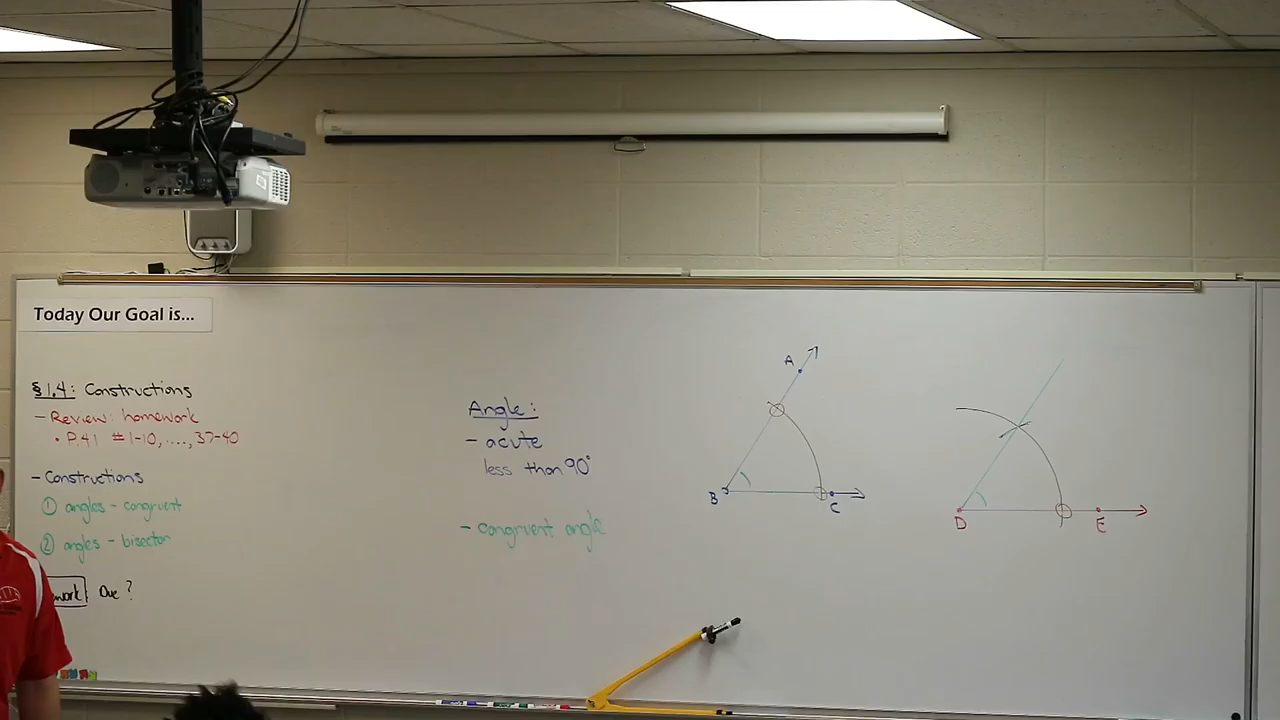 Today Our Goal is...
§1.4: Constructions
- Review: homework
• P.41 #1-10, ...., 37-40
- Constructions
① angles - congruent
② angles - bisector
work Due?
Angle:
- acute
less than 90°
- congruent angle
A
B
C
D
E